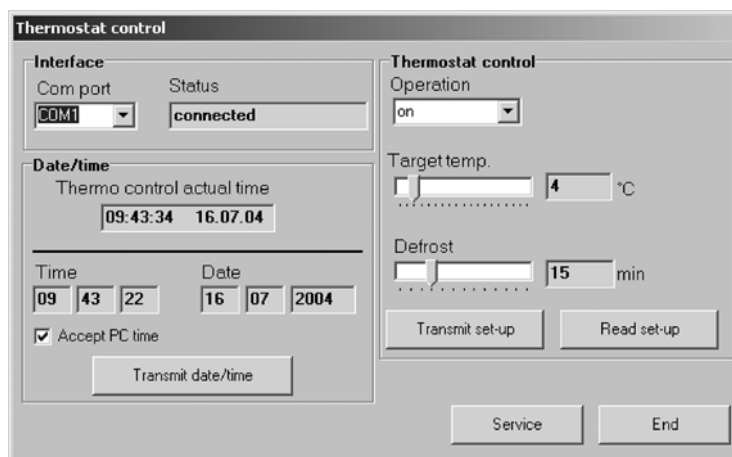 Thermostat control
Interface
Com port
Status
COM1
connected
Date/time
Thermo control actual time
09:43:34 16.07.04
Time
Date
09 43 22
16 07 2004
Accept PC time
Transmit date/time
Thermostat control
Operation
on
Target temp.
4 °C
Defrost
15 min
Transmit set-up
Read set-up
Service
End